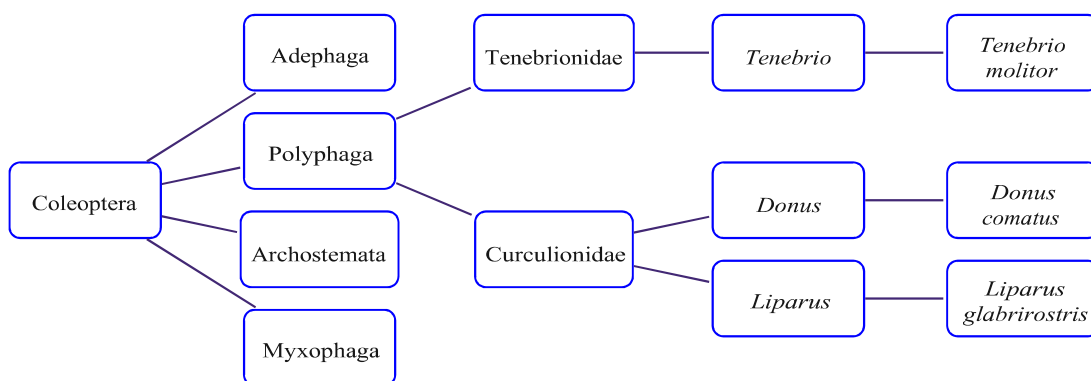 Coleoptera
Adephaga
Polyphaga
Archostemata
Myxophaga
Tenebrionidae
Curculionidae
Tenebrio
Donus
Liparus
Tenebrio
molitor
Donus
comatus
Liparus
glabrirostris